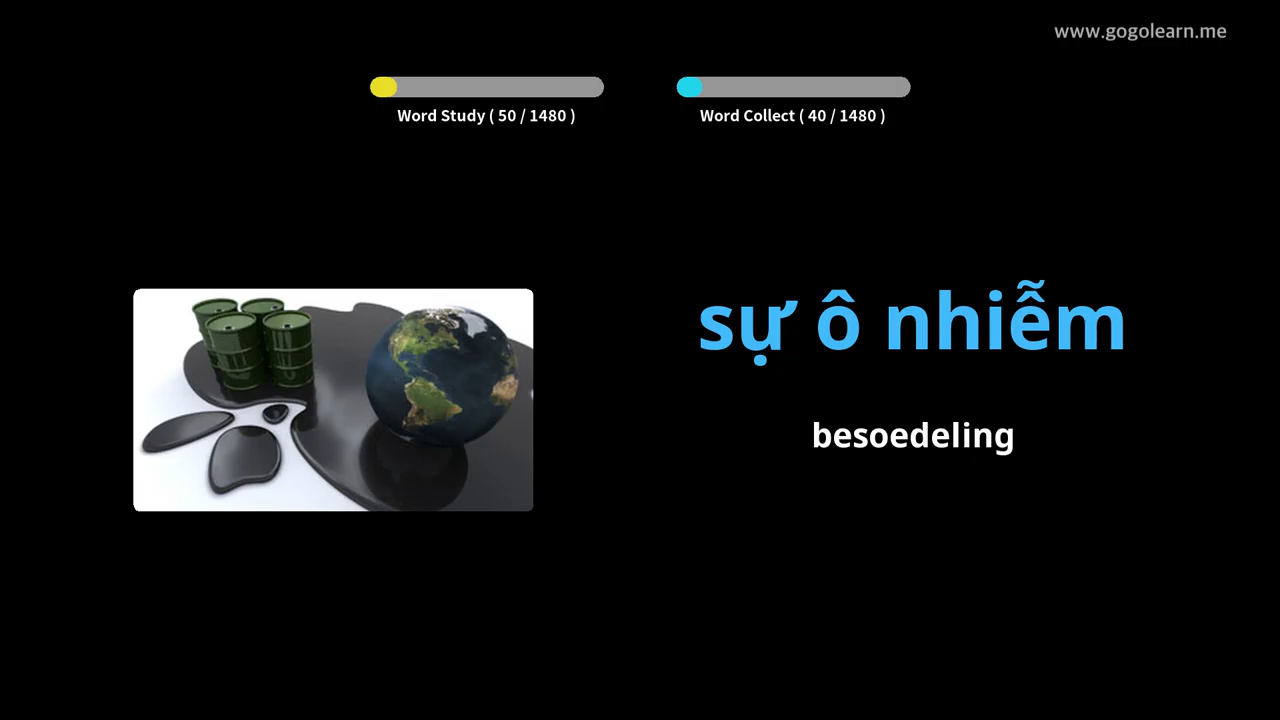 www.gogolearn.me
Word Study ( 50 / 1480 )
Word Collect ( 40 / 1480 )
sự ô nhiễm
besoedeling